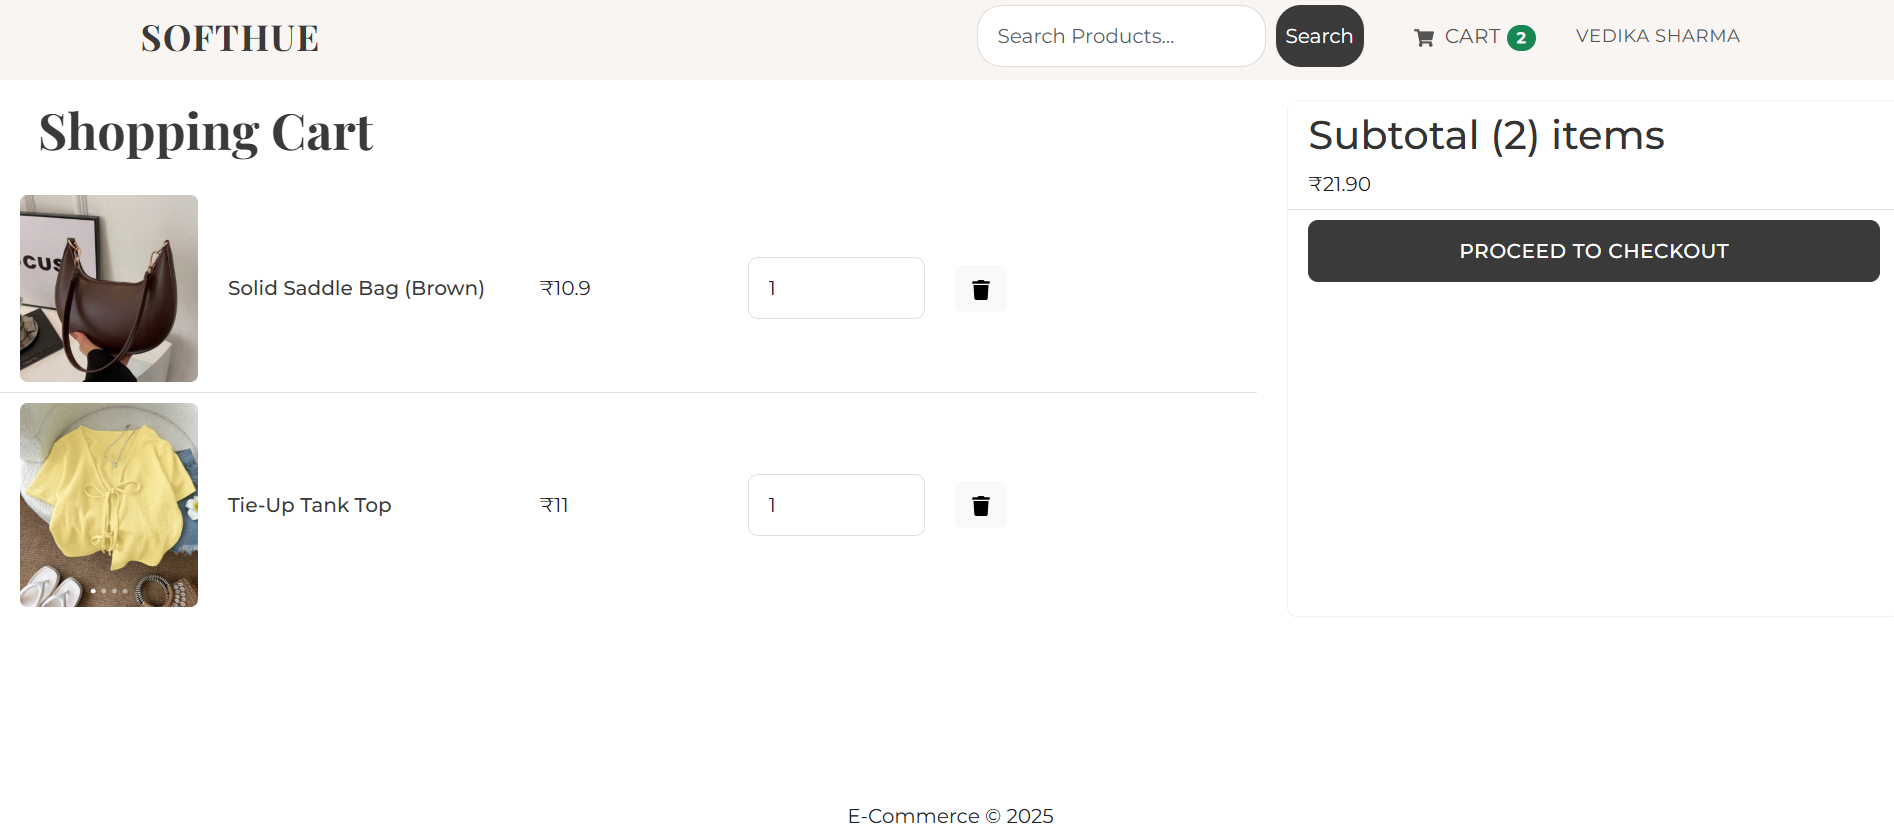 SOFTHUE
Search Products...
Search
CART 2
VEDIKA SHARMA
Shopping Cart
Solid Saddle Bag (Brown)
₹10.9
1
Tie-Up Tank Top
₹11
1
Subtotal (2) items
₹21.90
PROCEED TO CHECKOUT
E-Commerce © 2025